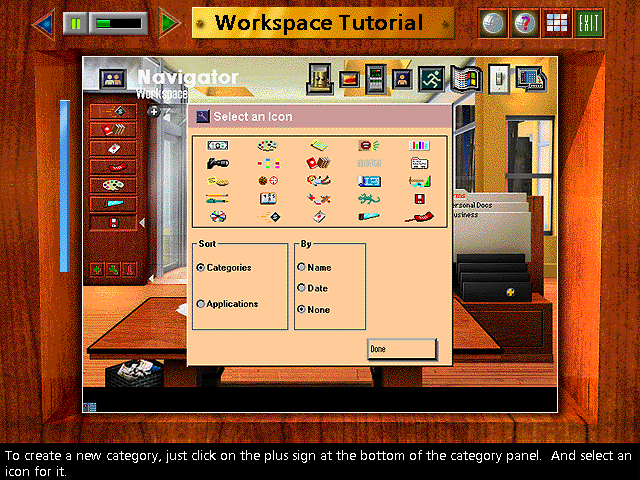 Workspace Tutorial
EXIT
Navigator
Workspace
Select an Icon
Sort
Categories
Applications
By
Name
Date
None
Done
Personal Docs
To create a new category, just click on the plus sign at the bottom of the category panel.  And select an
icon for it.